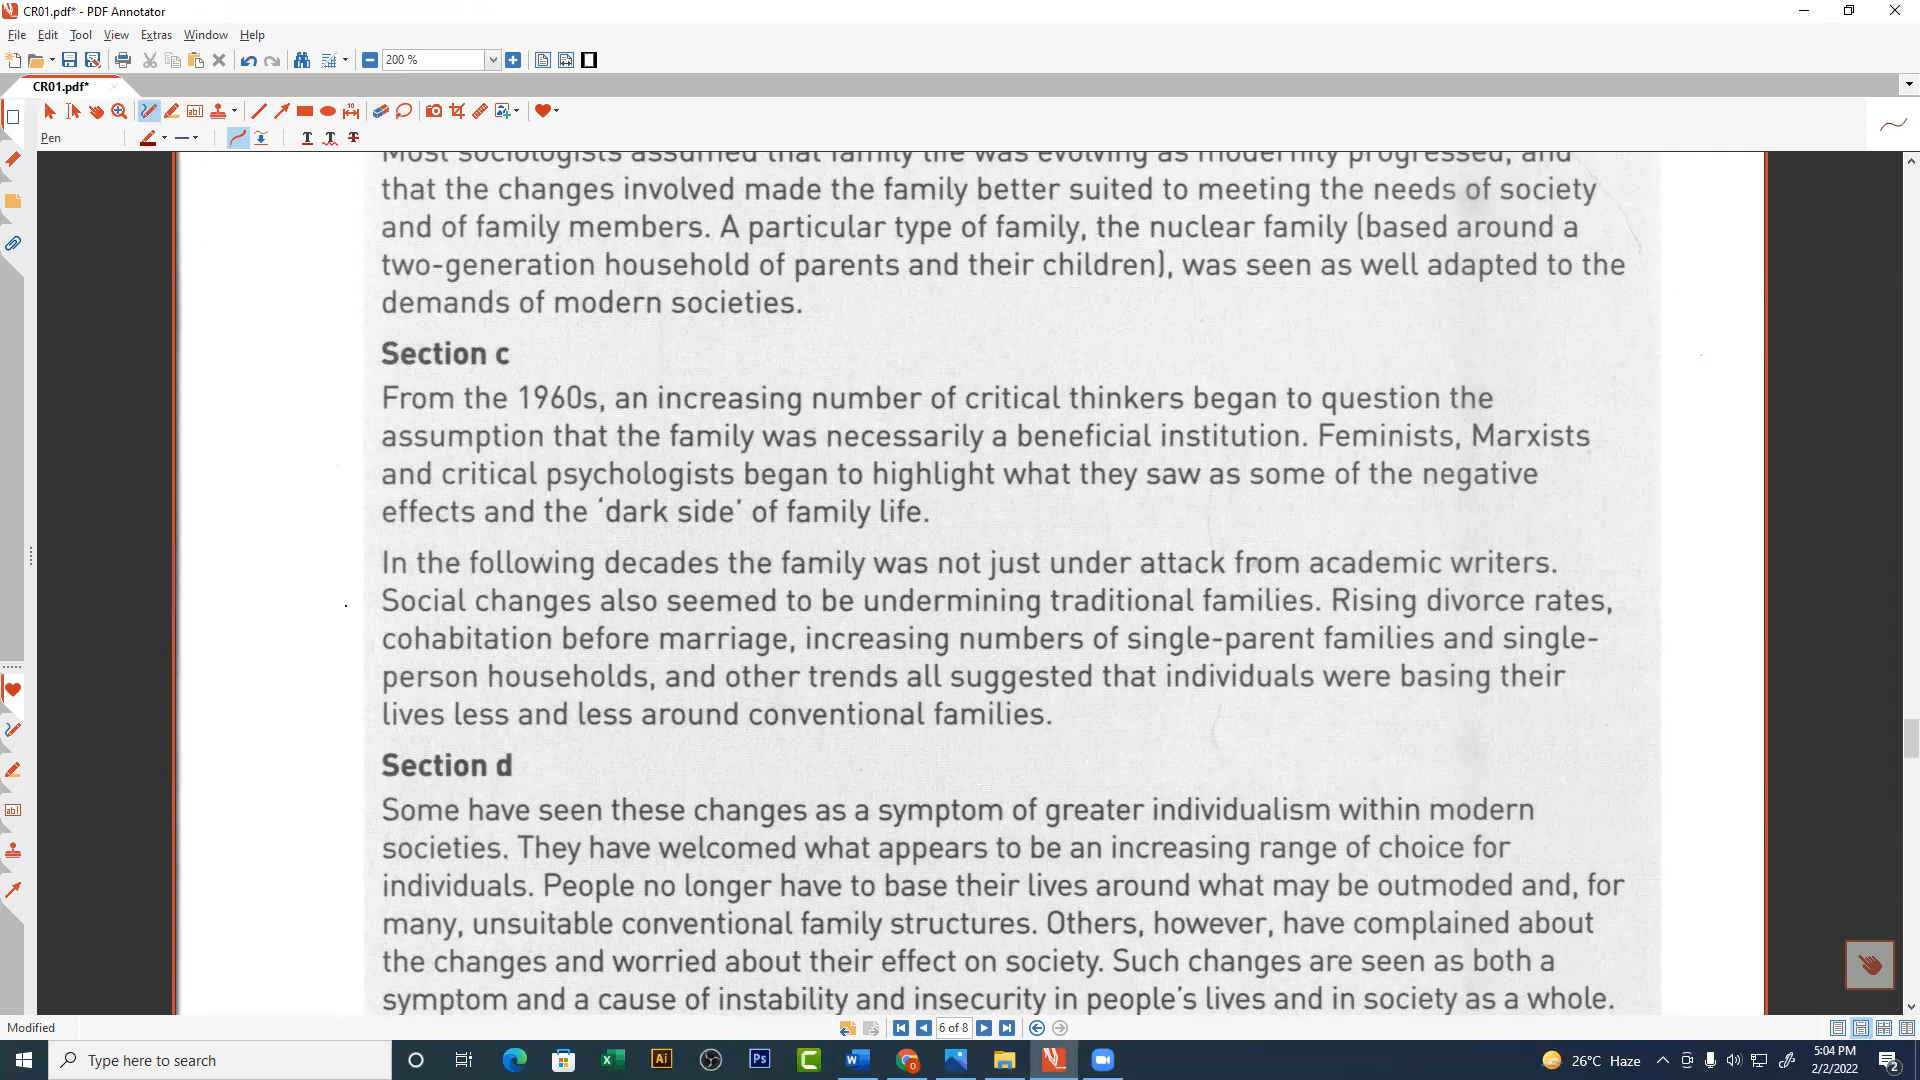 CR01.pdf* - PDF Annotator
File Edit Tool View Extras Window Help
200 %
CR01.pdf*
Pen
Most sociologists assumed that family life was evolving as modernity progressed, and
that the changes involved made the family better suited to meeting the needs of society
and of family members. A particular type of family, the nuclear family (based around a
two-generation household of parents and their children), was seen as well adapted to the
demands of modern societies.
Section c
From the 1960s, an increasing number of critical thinkers began to question the
assumption that the family was necessarily a beneficial institution. Feminists, Marxists
and critical psychologists began to highlight what they saw as some of the negative
effects and the ‘dark side’ of family life.
In the following decades the family was not just under attack from academic writers.
Social changes also seemed to be undermining traditional families. Rising divorce rates,
cohabitation before marriage, increasing numbers of single-parent families and single-
person households, and other trends all suggested that individuals were basing their
lives less and less around conventional families.
Section d
Some have seen these changes as a symptom of greater individualism within modern
societies. They have welcomed what appears to be an increasing range of choice for
individuals. People no longer have to base their lives around what may be outmoded and, for
many, unsuitable conventional family structures. Others, however, have complained about
the changes and worried about their effect on society. Such changes are seen as both a
symptom and a cause of instability and insecurity in people’s lives and in society as a whole.
Modified
6 of 8
Type here to search
26°C Haze
5:04 PM
2/2/2022
2